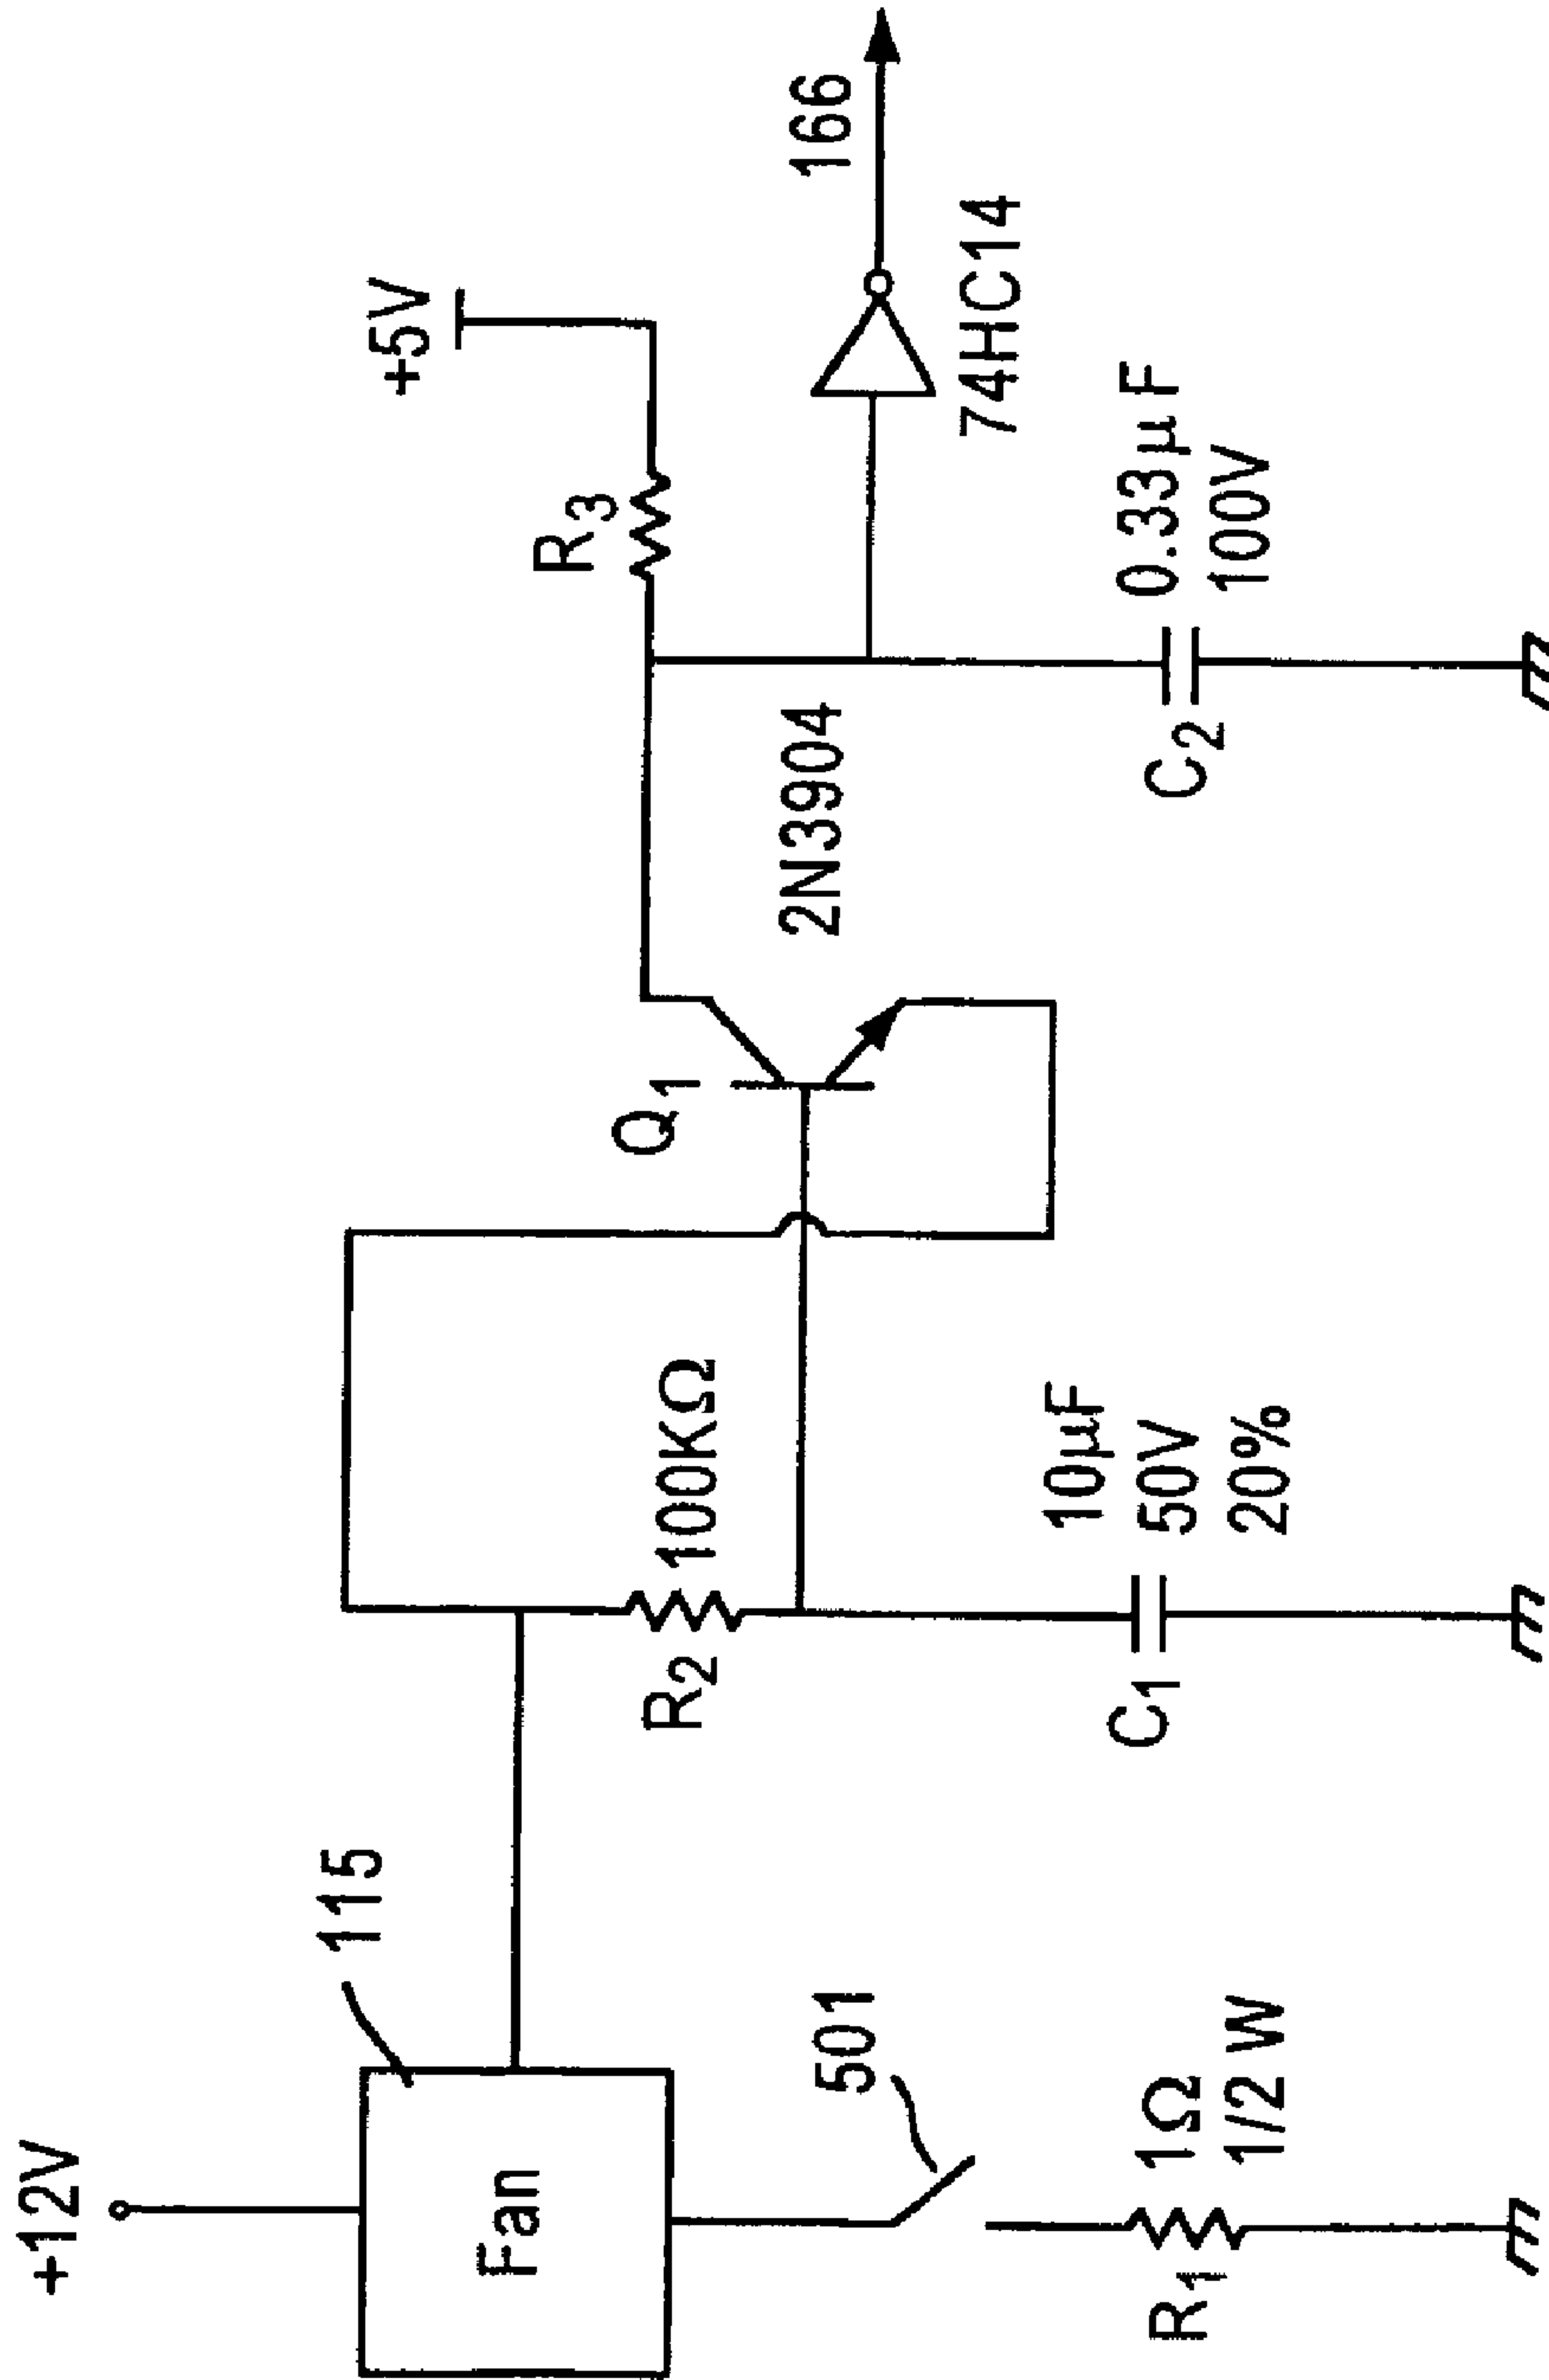 +12V
Fan
115
501
R1
1Ω
1/2 W
R2
100KΩ
C1
10μF
50V
20%
Q1
2N3904
R3
+5V
C2
0.33μF
100V
74HC14
166